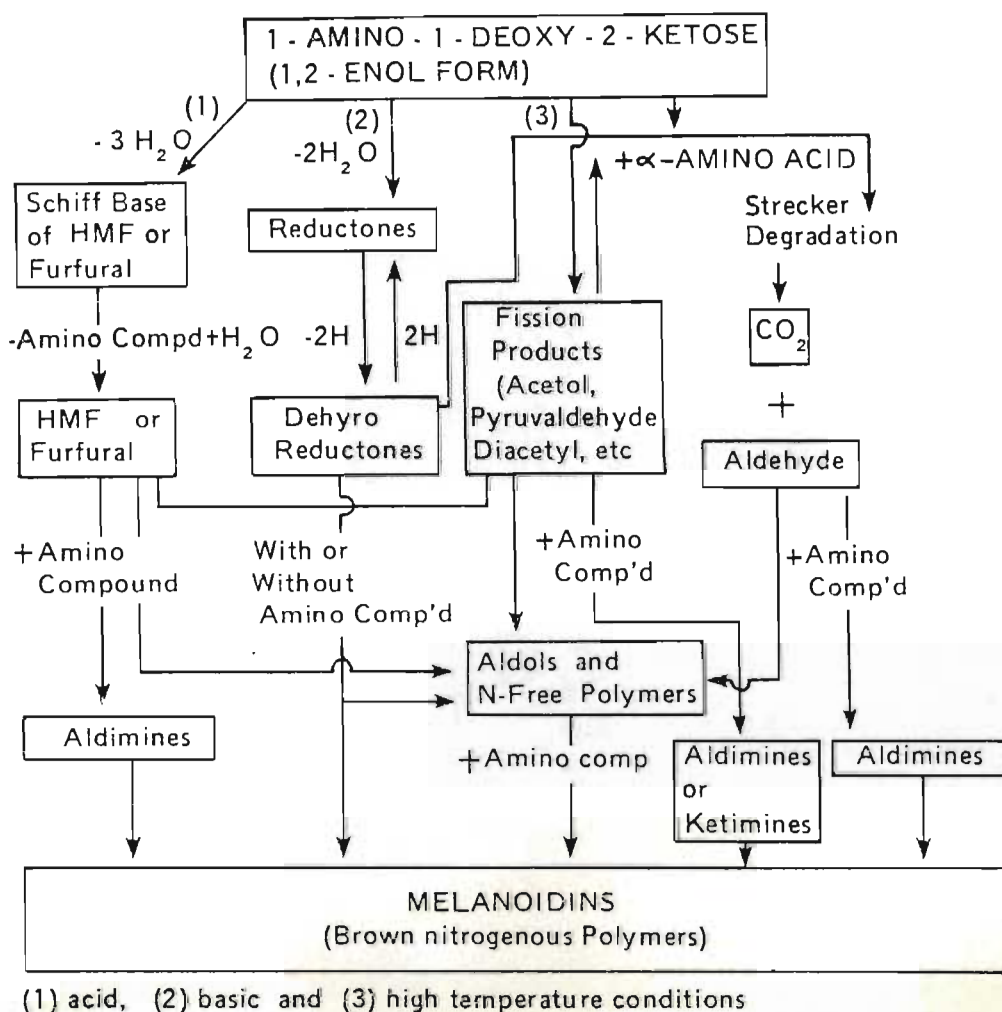 1 - AMINO - 1 - DEOXY - 2 - KETOSE
(1,2 - ENOL FORM)
(1)
- 3 H2O
(2)
-2H2O
(3)
+∝-AMINO ACID
Schiff Base
of HMF or
Furfural
Reductones
Strecker
Degradation
-Amino Compd+H2O
-2H
2H
Fission
Products
(Acetol,
Pyruvaldehyde
Diacetyl, etc
CO2
+
HMF or
Furfural
Dehyro
Reductones
Aldehyde
+Amino
Compound
With or
Without
Amino Comp'd
+Amino
Comp'd
+Amino
Comp'd
Aldols and
N-Free Polymers
Aldimines
+Amino comp
Aldimines
or
Ketimines
Aldimines
MELANOIDINS
(Brown nitrogenous Polymers)
(1) acid, (2) basic and (3) high temperature conditions